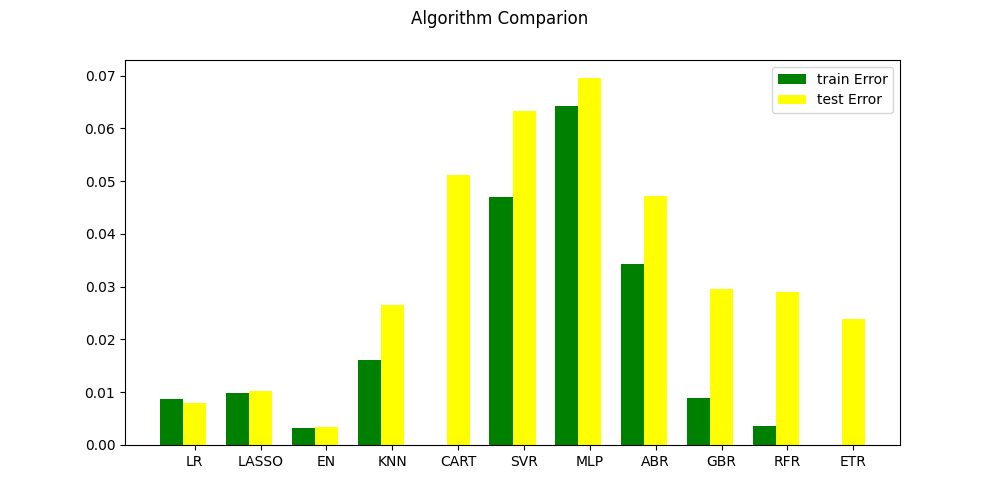 Algorithm Comparion
train Error
test Error
0.07
0.06
0.05
0.04
0.03
0.02
0.01
0.00
LR LASSO EN KNN CART SVR MLP ABR GBR RFR ETR